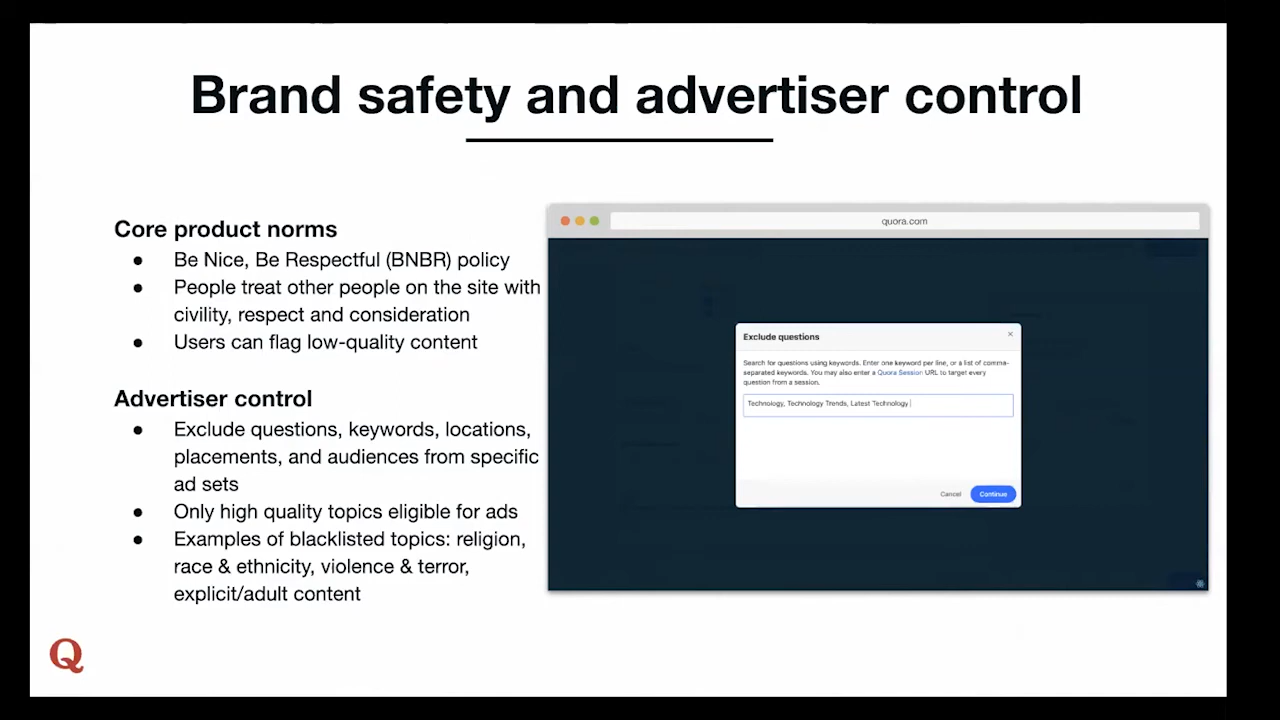 Brand safety and advertiser control
Core product norms
● Be Nice, Be Respectful (BNBR) policy
● People treat other people on the site with
civility, respect and consideration
● Users can flag low-quality content
Advertiser control
● Exclude questions, keywords, locations,
placements, and audiences from specific
ad sets
● Only high quality topics eligible for ads
● Examples of blacklisted topics: religion,
race & ethnicity, violence & terror,
explicit/adult content
quora.com
Exclude questions
Search for questions using keywords. Enter one keyword per line, or a list of comma-
separated keywords. You may also enter a Quora Session URL to target every
question from a session.
Technology, Technology Trends, Latest Technology
Cancel Continue
Q